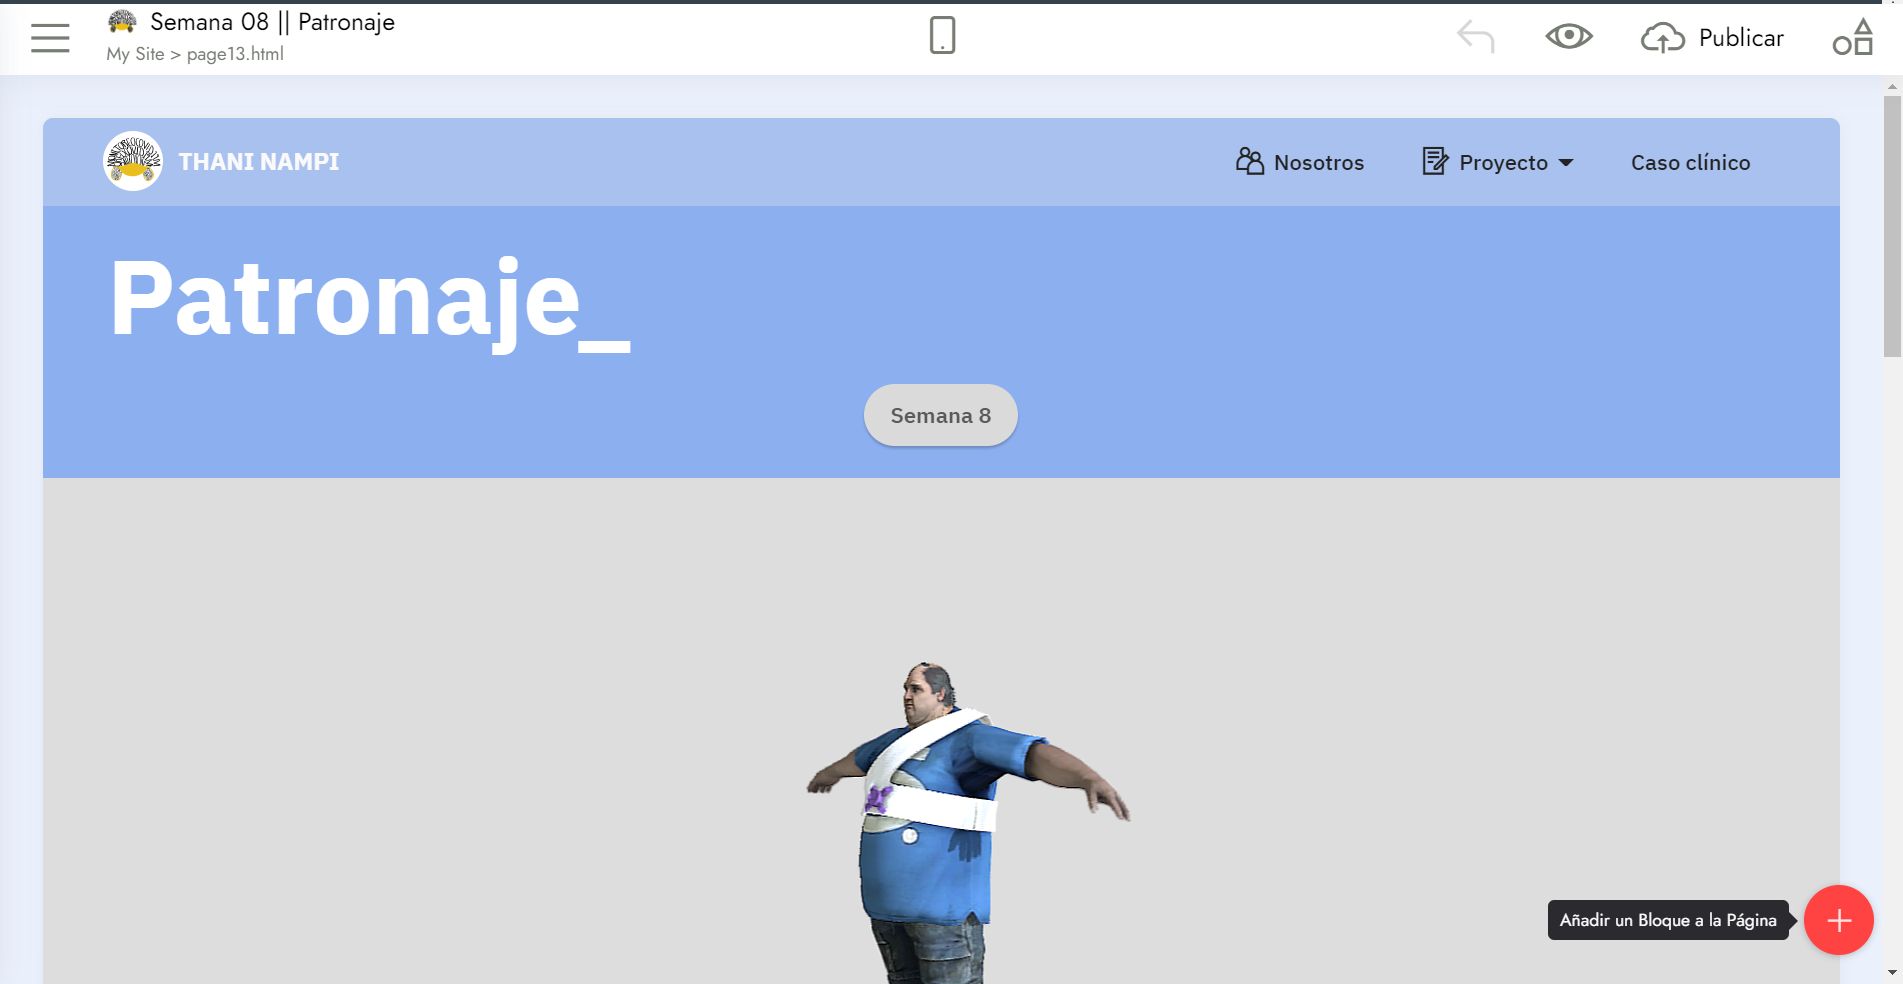 Semana 08 || Patronaje
My Site > page13.html
Publicar
THANI NAMPI
Nosotros
Proyecto
Caso clínico
Patronaje_
Semana 8
Añadir un Bloque a la Página